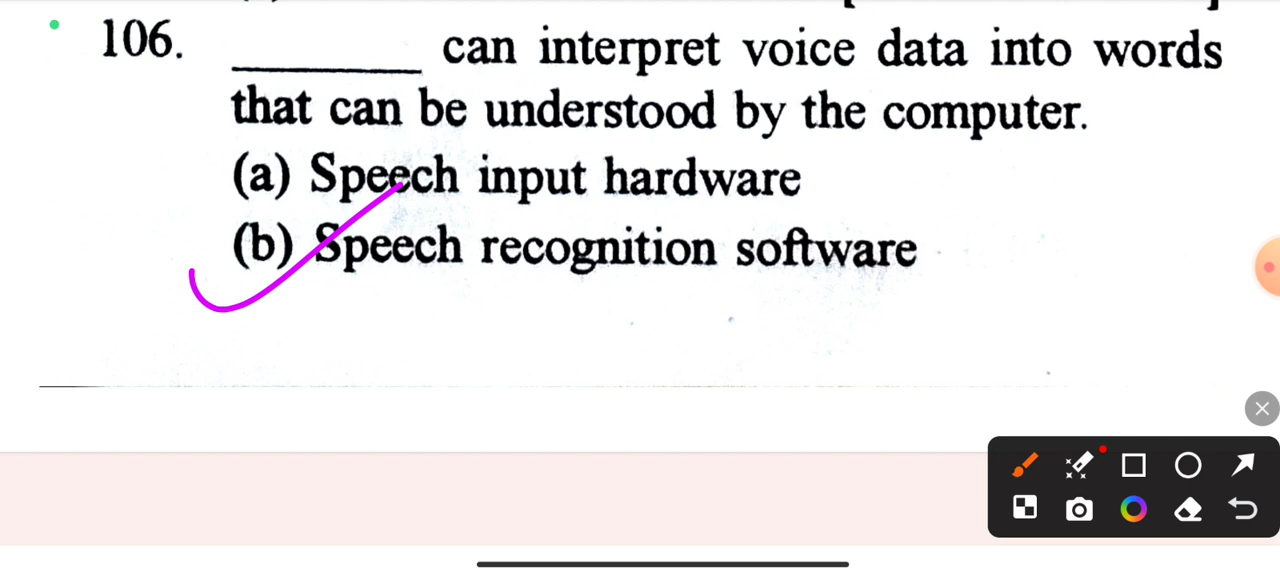 106. ________ can interpret voice data into words
that can be understood by the computer.
(a) Speech input hardware
(b) Speech recognition software